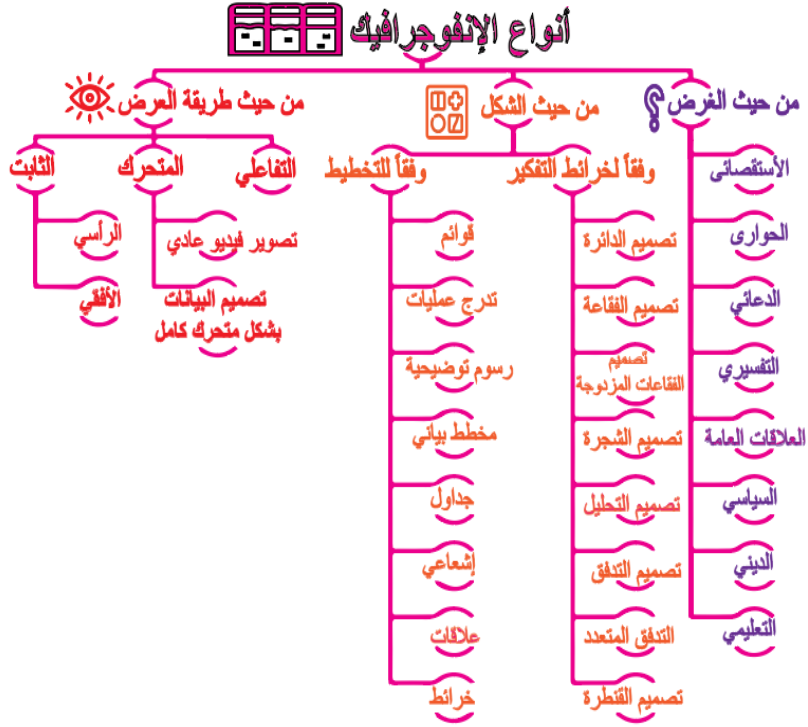 أنواع الإنفوجرافيك
من حيث الغرض
الأستقصائى
الحوارى
الدعائي
التفسيري
العلاقات العامة
السياسي
الديني
التعليمي
من حيث الشكل
وفقاً لخرائط التفكير
تصميم الدائرة
تصميم الفقاعة
تصميم
الفقاعات المزدوجة
تصميم الشجرة
تصميم التحليل
تصميم التدفق
التدفق المتعدد
تصميم القنطرة
وفقاً للتخطيط
قوائم
تدرج عمليات
رسوم توضيحية
مخطط بياني
جداول
إشعاعي
علاقات
خرائط
من حيث طريقة العرض
التفاعلي
المتحرك
تصوير فيديو عادي
تصميم البيانات
بشكل متحرك كامل
الثابت
الرأسي
الأفقي